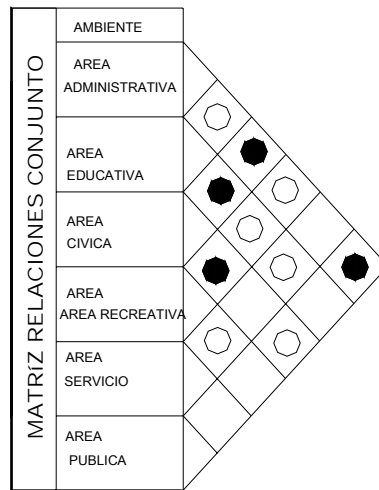 MATRíZ RELACIONES CONJUNTO
AMBIENTE
AREA
ADMINISTRATIVA
AREA
EDUCATIVA
AREA
CIVICA
AREA
AREA RECREATIVA
AREA
SERVICIO
AREA
PUBLICA